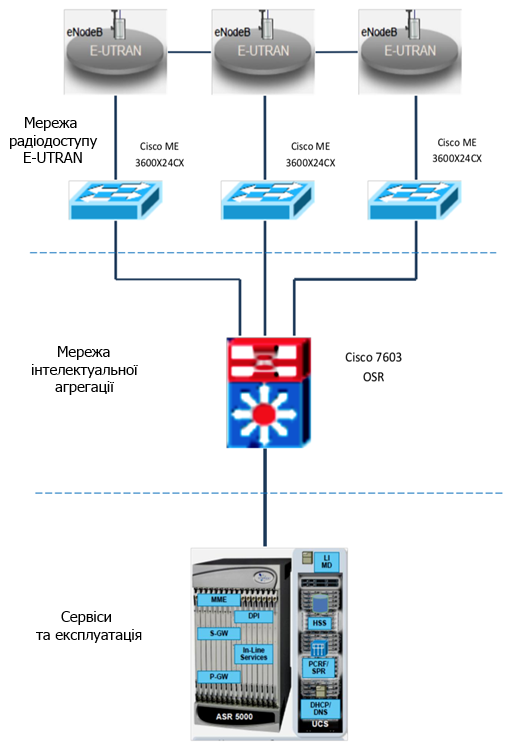 eNodeB
E-UTRAN
eNodeB
E-UTRAN
eNodeB
E-UTRAN
Мережа
радіодоступу
E-UTRAN
Cisco ME
3600X24CX
Cisco ME
3600X24CX
Cisco ME
3600X24CX
Мережа
інтелектуальної
агрегації
Cisco 7603
OSR
Сервіси
та експлуатація
MME
DPI
S-GW
In-Line
Services
P-GW
ASR 5000
LI
MD
HSS
PCRF/
SPR
DHCP/
DNS
UCS